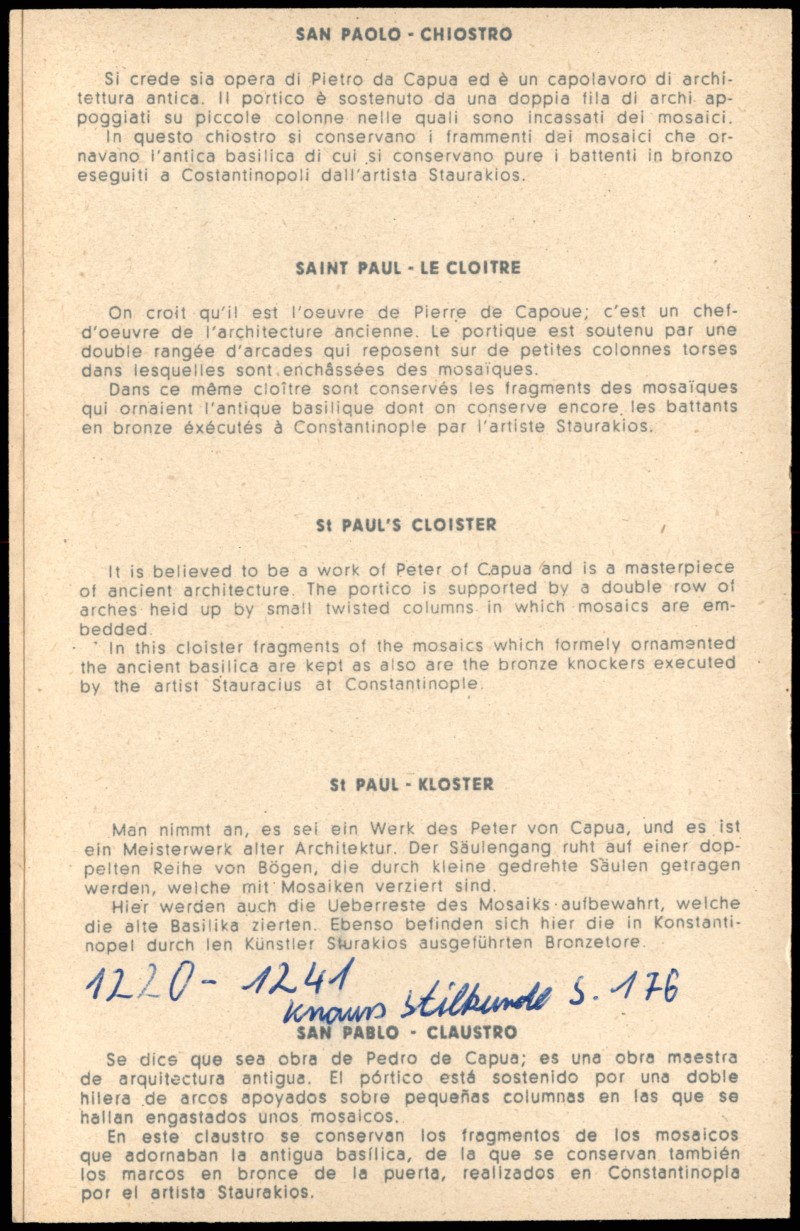 SAN PAOLO - CHIOSTRO
Si crede sia opera di Pietro da Capua ed è un capolavoro di archi-
tettura antica. Il portico è sostenuto da una doppia fila di archi ap-
poggiati su piccole colonne nelle quali sono incassati dei mosaici.
In questo chiostro si conservano i frammenti dei mosaici che or-
navano l'antica basilica di cui si conservano pure i battenti in bronzo
eseguiti a Costantinopoli dall'artista Staurakios.
SAINT PAUL - LE CLOITRE
On croit qu'il est l'oeuvre de Pierre de Capoue; c'est un chef-
d'oeuvre de l'architecture ancienne. Le portique est soutenu par une
double rangée d'arcades qui reposent sur de petites colonnes torses
dans lesquelles sont enchâssées des mosaïques.
Dans ce même cloître sont conservés les fragments des mosaïques
qui ornaient l'antique basilique dont on conserve encore les battants
en bronze éxécutés à Constantinople par l'artiste Staurakios.
St PAUL'S CLOISTER
It is believed to be a work of Peter of Capua and is a masterpiece
of ancient architecture. The portico is supported by a double row of
arches heid up by small twisted columns in which mosaics are em-
bedded.
In this cloister fragments of the mosaics which formely ornamented
the ancient basilica are kept as also are the bronze knockers executed
by the artist Stauracius at Constantinople.
St PAUL - KLOSTER
Man nimmt an, es sei ein Werk des Peter von Capua, und es ist
ein Meisterwerk alter Architektur. Der Säulengang ruht auf einer dop-
pelten Reihe von Bögen, die durch kleine gedrehte Säulen getragen
werden, welche mit Mosaiken verziert sind.
Hier werden auch die Ueberreste des Mosaiks aufbewahrt, welche
die alte Basilika zierten. Ebenso befinden sich hier die in Konstanti-
nopel durch len Künstler Sturakios ausgeführten Bronzetore.
1220 - 1241
Knaurs Stilkunde S. 176
SAN PABLO - CLAUSTRO
Se dice que sea obra de Pedro de Capua; es una obra maestra
de arquitectura antigua. El pórtico está sostenido por una doble
hilera de arcos apoyados sobre pequeñas columnas en las que se
hallan engastados unos mosaicos.
En este claustro se conservan los fragmentos de los mosaicos
que adornaban la antigua basílica, de la que se conservan también
los marcos en bronce de la puerta, realizados en Constantinopla
por el artista Staurakios.